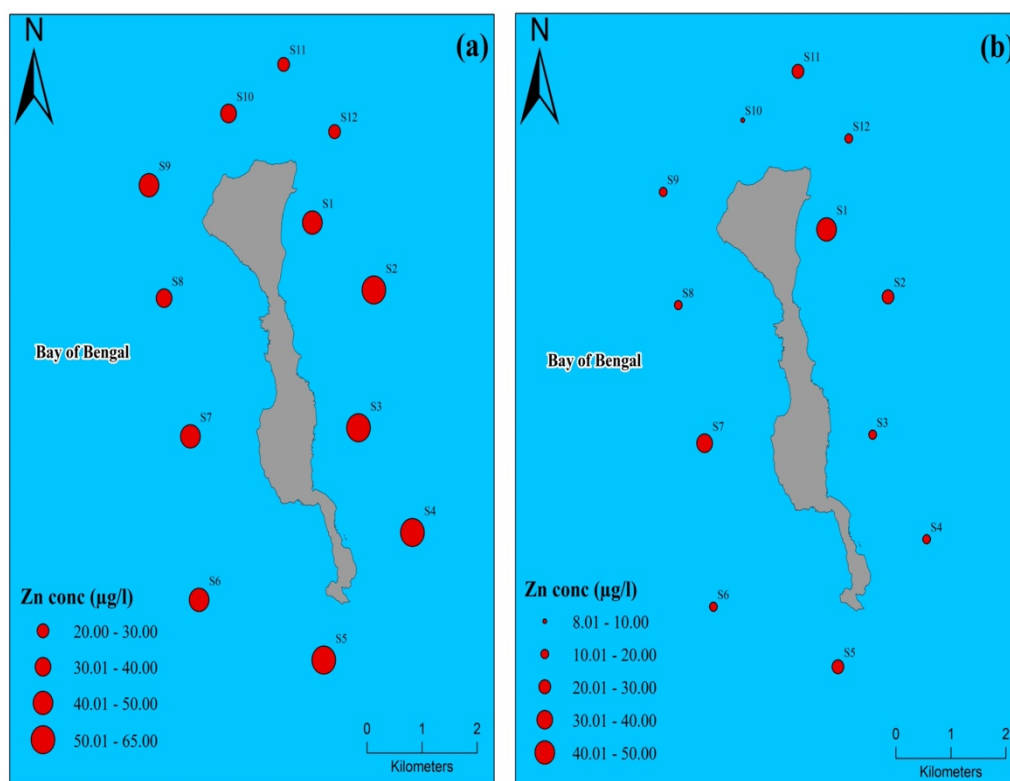 N
(a)
S11
S10
S12
S9
S1
S2
S8
Bay of Bengal
S3
S7
S4
S6
S5
Zn conc (µg/l)
20.00 - 30.00
30.01 - 40.00
40.01 - 50.00
50.01 - 65.00
0 1 2
Kilometers
N
(b)
S11
S10
S12
S9
S1
S2
S8
Bay of Bengal
S3
S7
S4
S6
S5
Zn conc (µg/l)
8.01 - 10.00
10.01 - 20.00
20.01 - 30.00
30.01 - 40.00
40.01 - 50.00
0 1 2
Kilometers